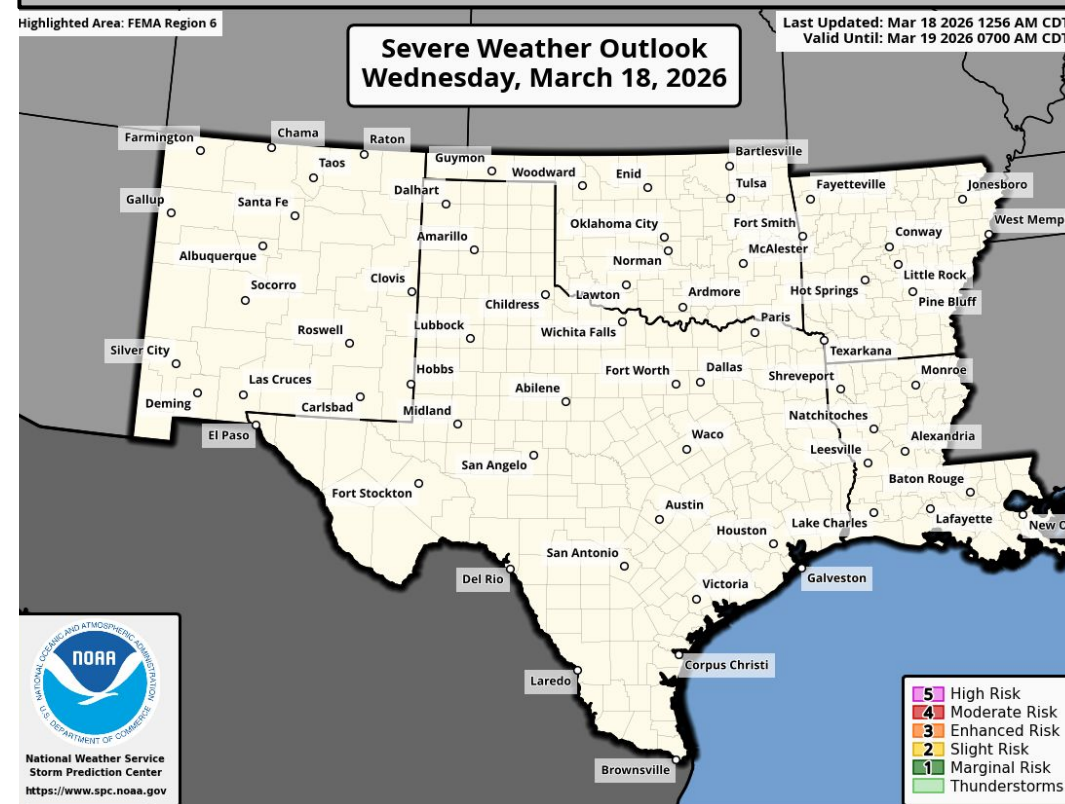 Highlighted Area: FEMA Region 6
Last Updated: Mar 18 2026 1256 AM CDT
Valid Until: Mar 19 2026 0700 AM CDT
Severe Weather Outlook
Wednesday, March 18, 2026
Farmington
Chama
Raton
Taos
Guymon
Woodward
Enid
Bartlesville
Tulsa
Fayetteville
Jonesboro
Gallup
Santa Fe
Dalhart
Oklahoma City
Fort Smith
West Memp
Albuquerque
Amarillo
Norman
McAlester
Conway
Socorro
Clovis
Childress
Lawton
Ardmore
Hot Springs
Little Rock
Pine Bluff
Roswell
Lubbock
Wichita Falls
Paris
Texarkana
Silver City
Las Cruces
Hobbs
Abilene
Fort Worth
Dallas
Shreveport
Monroe
Deming
Carlsbad
Midland
Natchitoches
El Paso
Waco
Alexandria
San Angelo
Leesville
Fort Stockton
Baton Rouge
Austin
Houston
Lake Charles
Lafayette
New O
San Antonio
Del Rio
Victoria
Galveston
Laredo
Corpus Christi
Brownsville
NATIONAL OCEANIC AND ATMOSPHERIC ADMINISTRATION
NOAA
U.S. DEPARTMENT OF COMMERCE
National Weather Service
Storm Prediction Center
https://www.spc.noaa.gov
5 High Risk
4 Moderate Risk
3 Enhanced Risk
2 Slight Risk
1 Marginal Risk
Thunderstorms